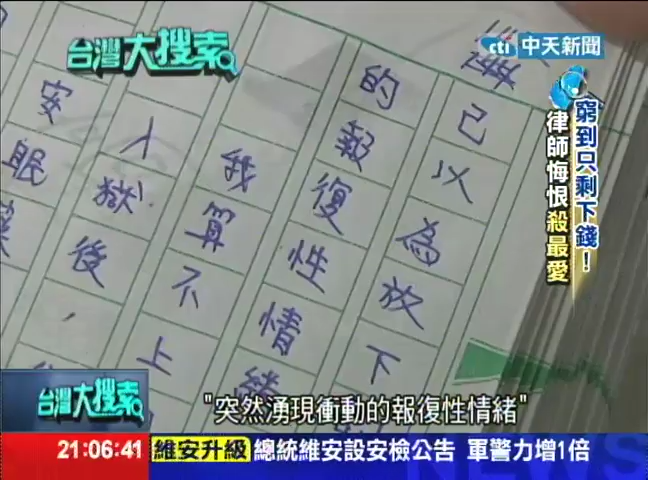 台灣大搜索
cti 中天新聞
窮到只剩下錢！
律師悔恨殺最愛
己以為放下
的報復性情緒
我算不上
入獄後，
安眠
台灣大搜索
"突然湧現衝動的報復性情緒"
21:06:41 維安升級 總統維安設安檢公告 軍警力增1倍
NEWS